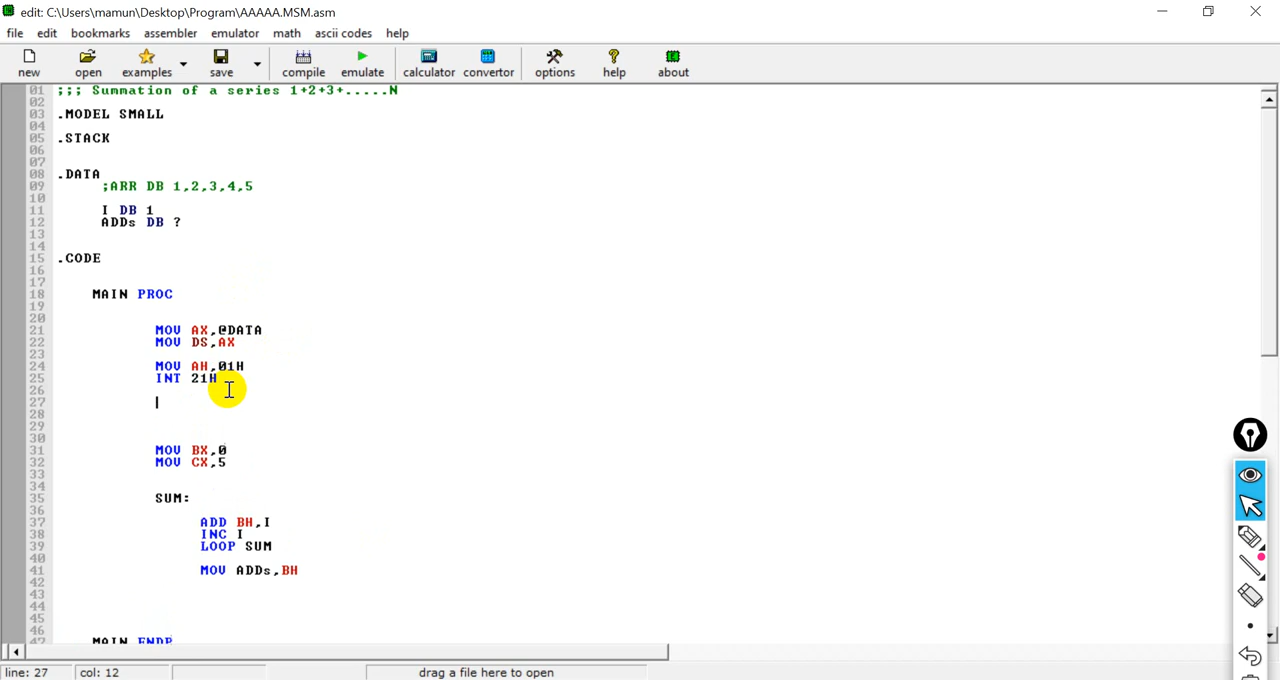 edit: C:\Users\mamun\Desktop\Program\AAAAA.MSM.asm
file edit bookmarks assembler emulator math ascii codes help
new open examples save compile emulate calculator convertor options help about
01 ;;; Summation of a series 1+2+3+.....N
02
03 .MODEL SMALL
04
05 .STACK
06
07
08 .DATA
09 ;ARR DB 1,2,3,4,5
10
11 I DB 1
12 ADDs DB ?
13
14
15 .CODE
16
17
18 MAIN PROC
19
20
21 MOV AX,@DATA
22 MOV DS,AX
23
24 MOV AH,01H
25 INT 21H
26
27
28
29
30
31 MOV BX,0
32 MOV CX,5
33
34
35 SUM:
36
37 ADD BH,I
38 INC I
39 LOOP SUM
40
41 MOV ADDs,BH
42
43
44
45
46
47 MAIN ENDP
line: 27 col: 12 drag a file here to open